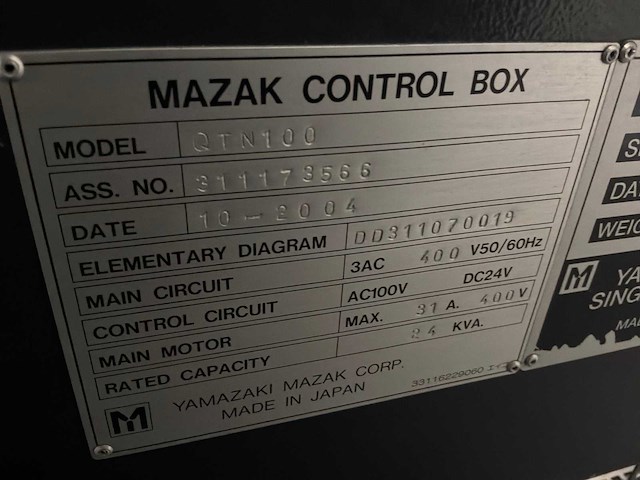 MAZAK CONTROL BOX
MODEL QTN100
ASS. NO. 311173566
DATE 10-2004
ELEMENTARY DIAGRAM DD311070019
MAIN CIRCUIT 3AC 400 V50/60Hz
CONTROL CIRCUIT AC100V DC24V
MAIN MOTOR MAX. 31 A. 400V
RATED CAPACITY 24 KVA.
YAMAZAKI MAZAK CORP.
MADE IN JAPAN
33116229060
DA
WEIG
YA
SING
MAD